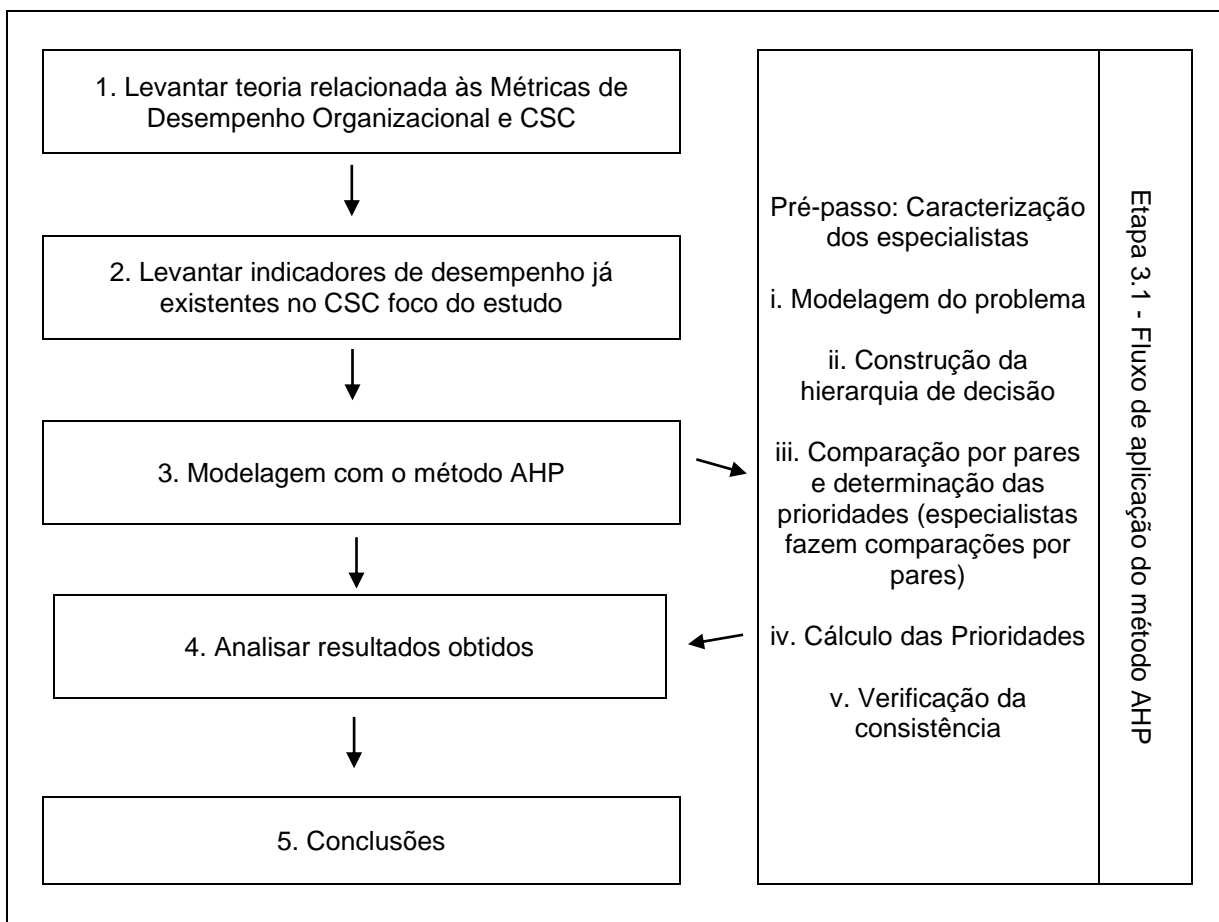 1. Levantar teoria relacionada às Métricas de
Desempenho Organizacional e CSC
2. Levantar indicadores de desempenho já
existentes no CSC foco do estudo
3. Modelagem com o método AHP
4. Analisar resultados obtidos
5. Conclusões
Pré-passo: Caracterização
dos especialistas
i. Modelagem do problema
ii. Construção da
hierarquia de decisão
iii. Comparação por pares
e determinação das
prioridades (especialistas
fazem comparações por
pares)
iv. Cálculo das Prioridades
v. Verificação da
consistência
Etapa 3.1 - Fluxo de aplicação do método AHP